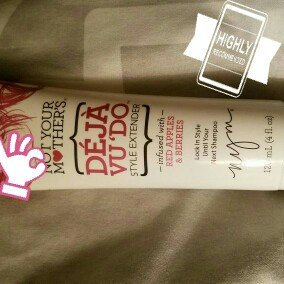 HIGHLY
RECOMMENDED
NOT YOUR
MOTHER'S®
DÉJÀ
VU 'DO
STYLE EXTENDER
infused with
RED APPLES
& BERRIES
Lock In Style
Until Your
Next Shampoo
nym
mL (4 fl oz)